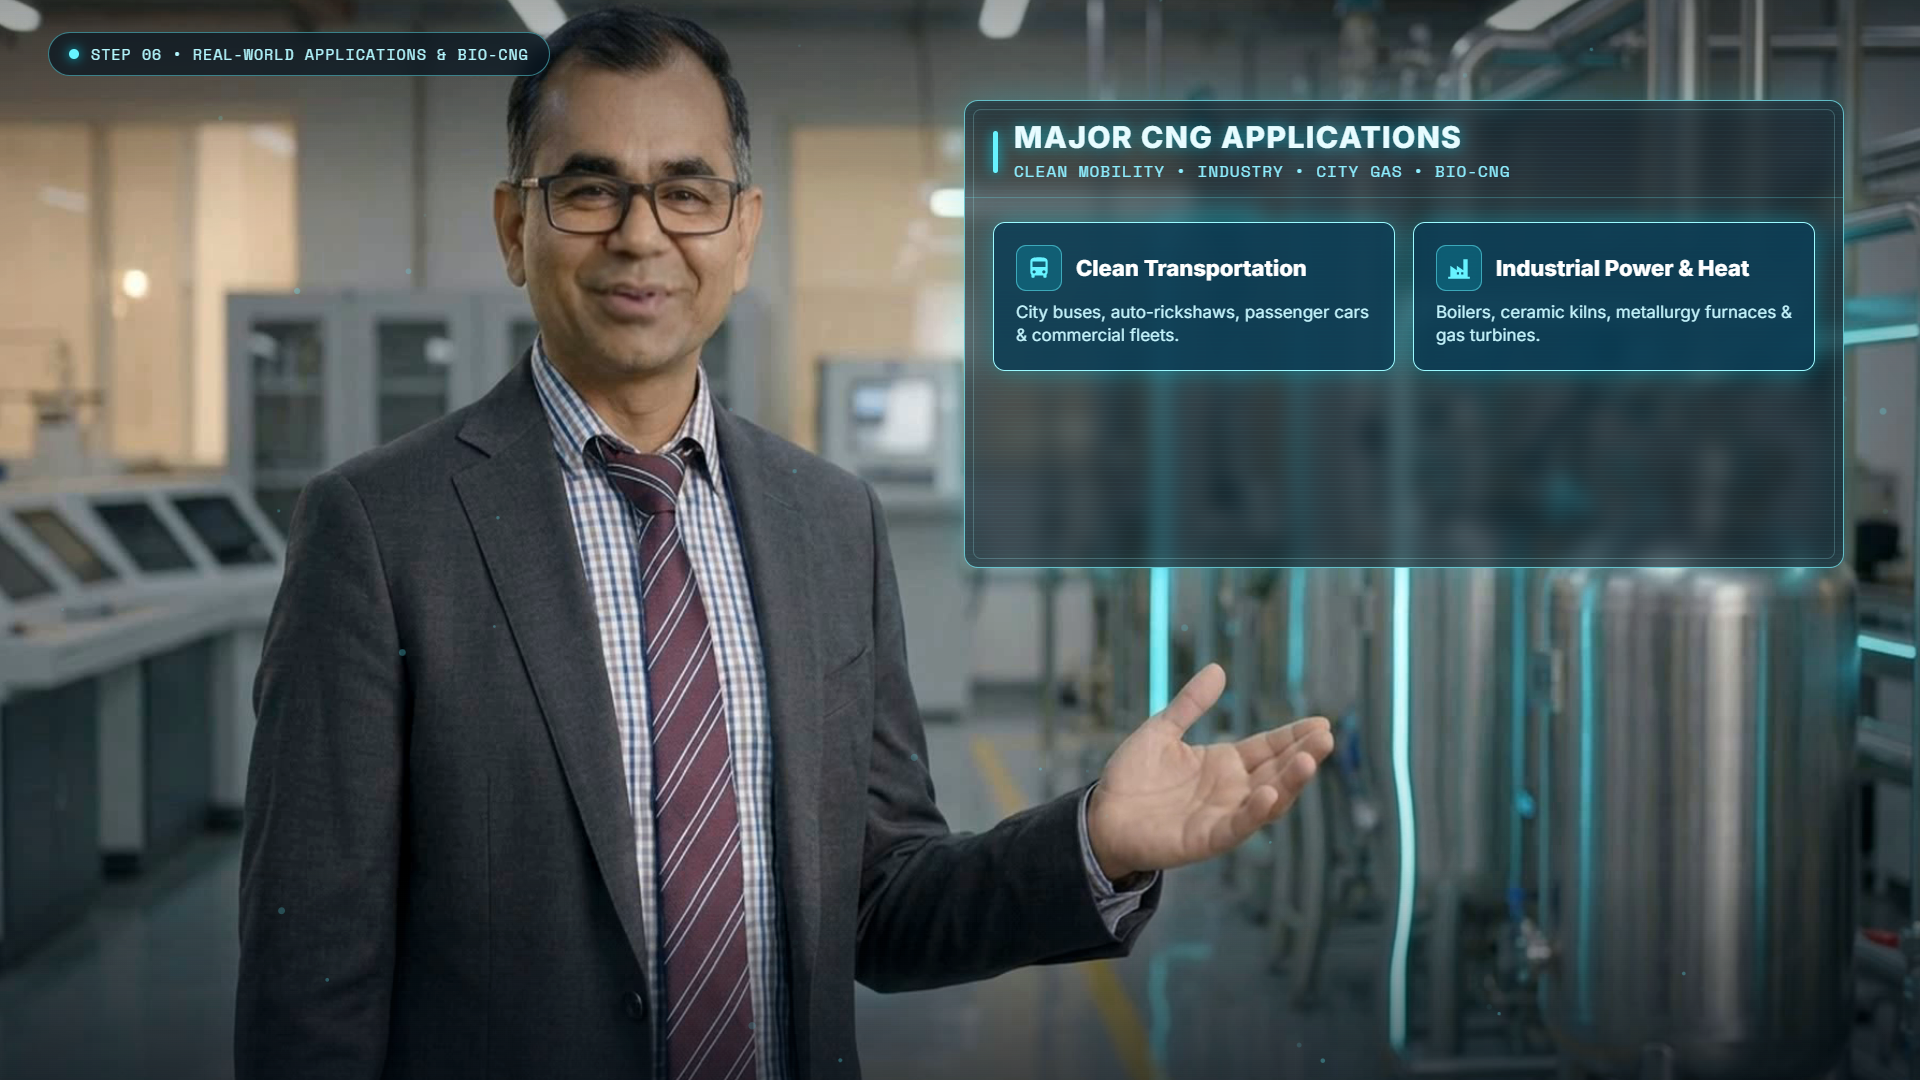 STEP 06 • REAL-WORLD APPLICATIONS & BIO-CNG
MAJOR CNG APPLICATIONS
CLEAN MOBILITY • INDUSTRY • CITY GAS • BIO-CNG
Clean Transportation
City buses, auto-rickshaws, passenger cars
& commercial fleets.
Industrial Power & Heat
Boilers, ceramic kilns, metallurgy furnaces &
gas turbines.